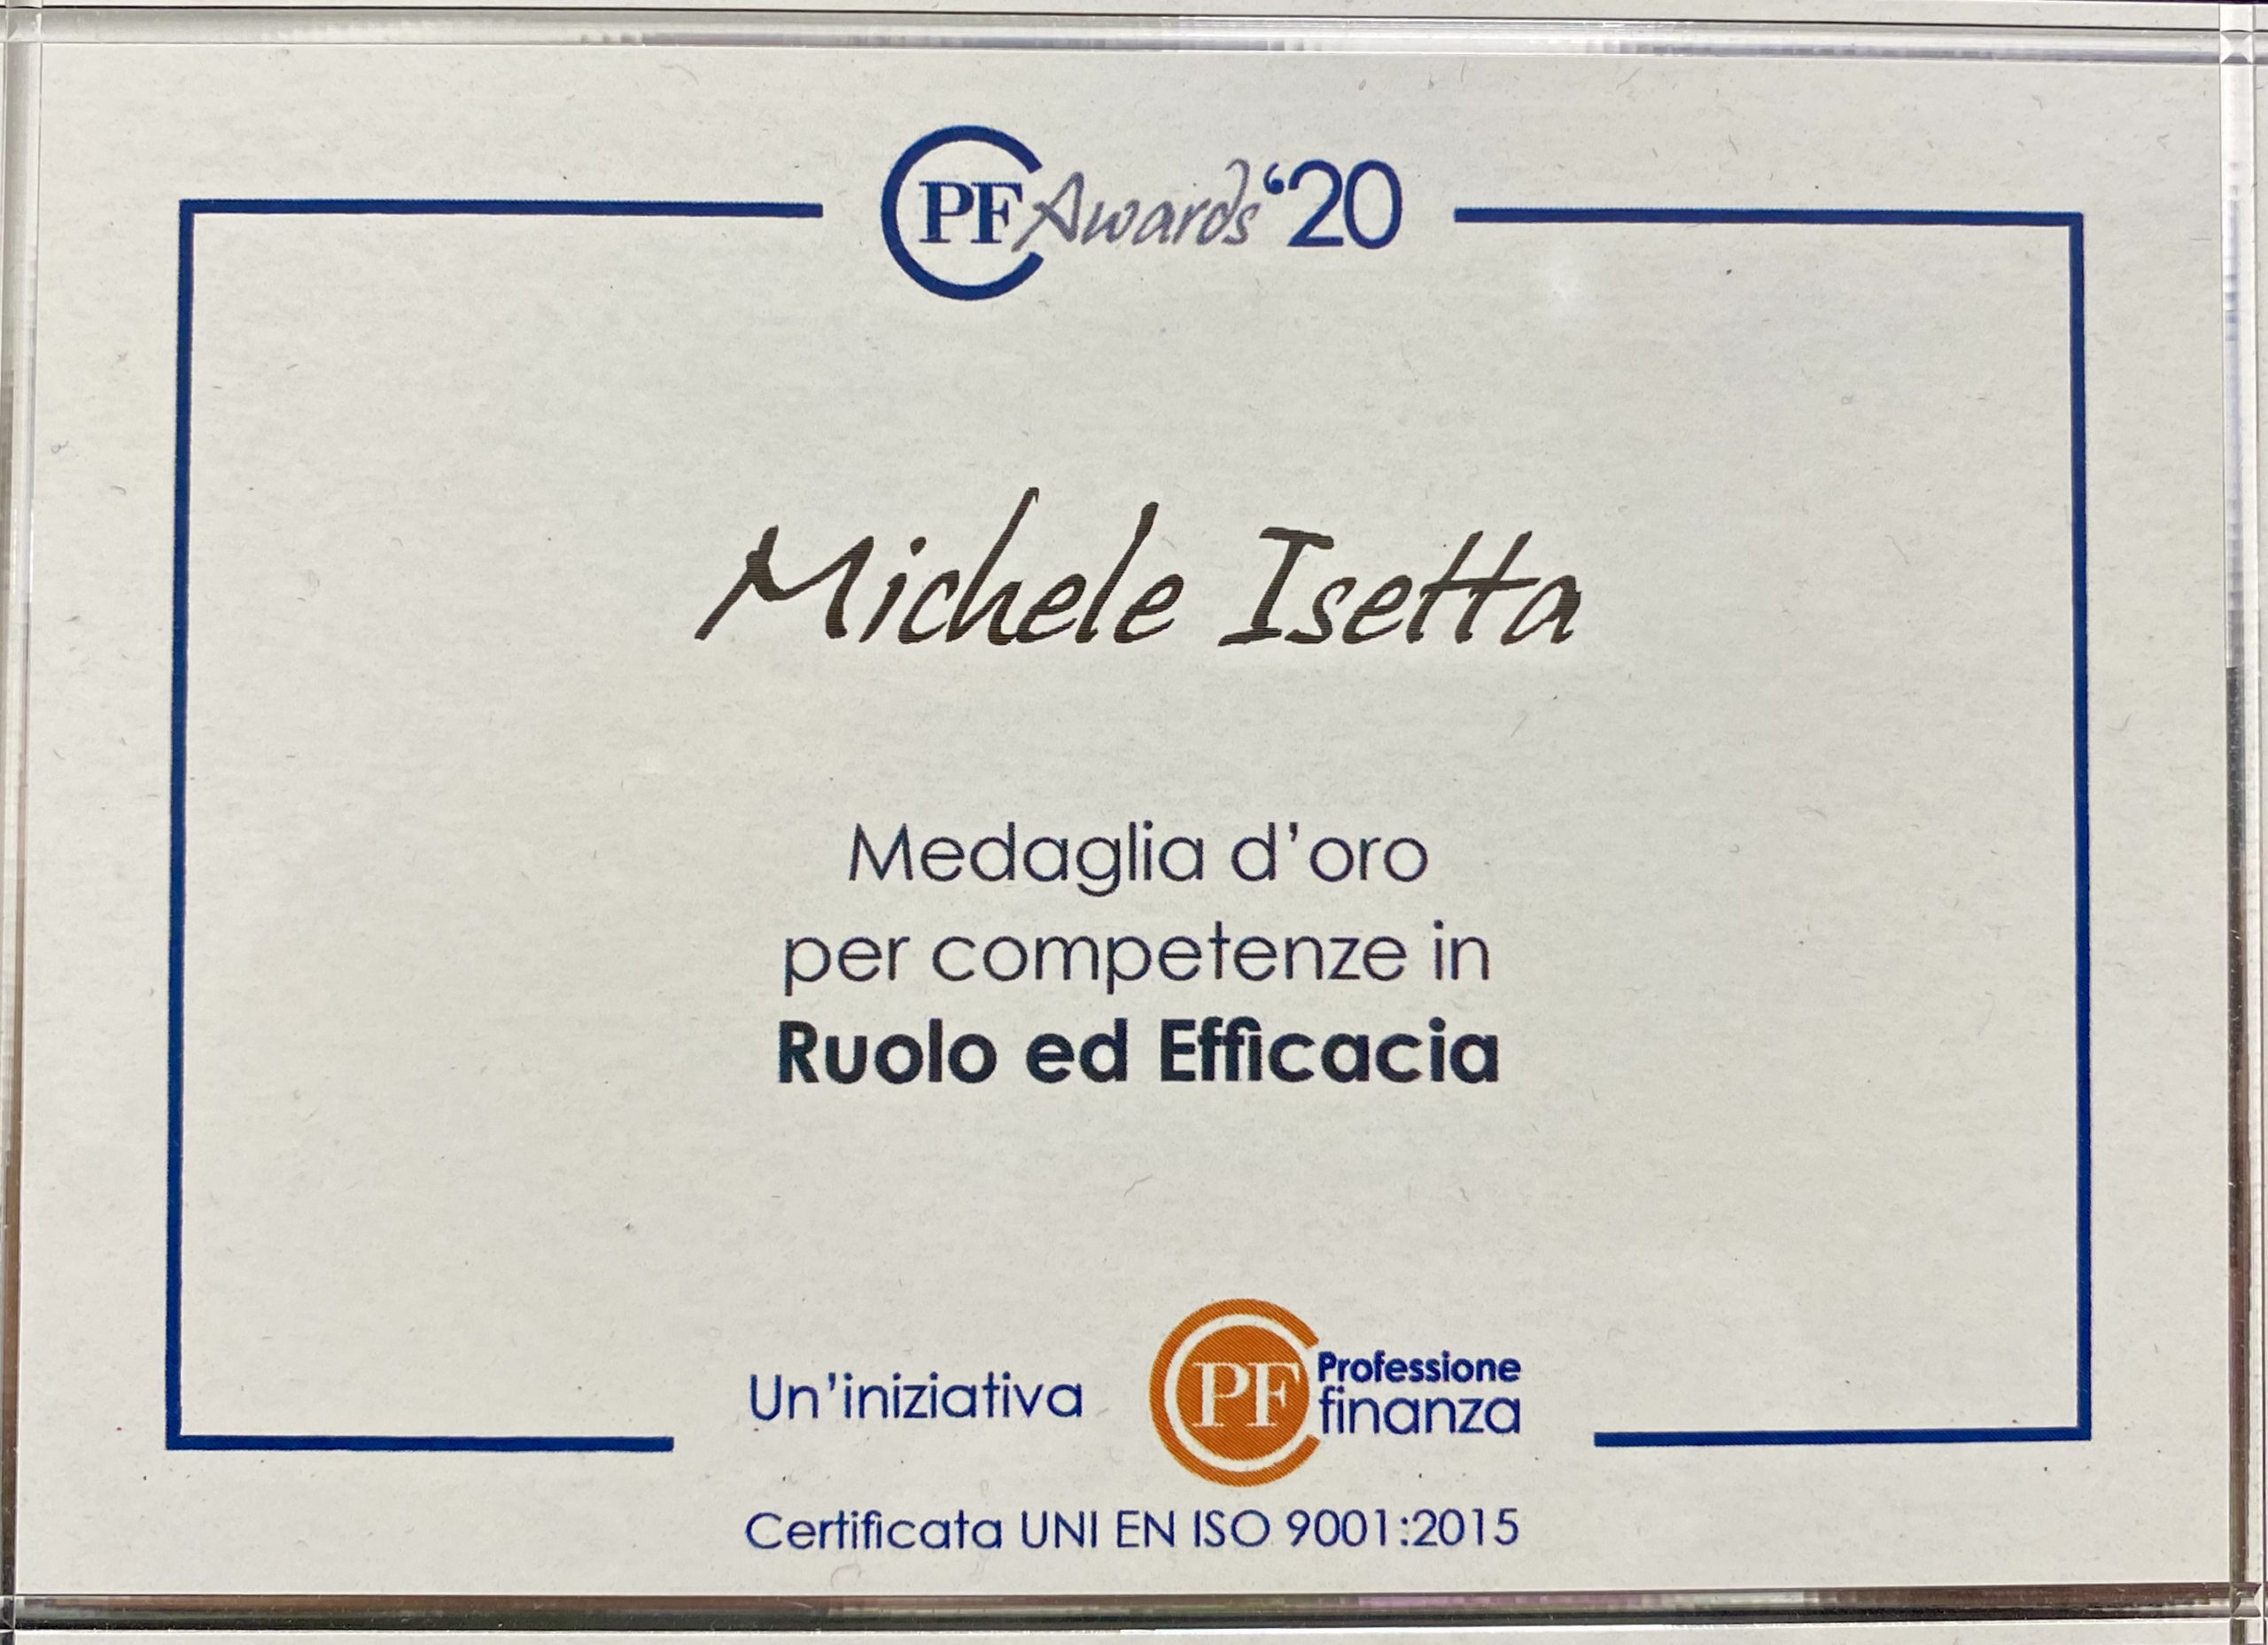 PF Awards ‘20
Michele Isetta
Medaglia d’oro
per competenze in
Ruolo ed Efficacia
Un’iniziativa
PF
Professione
finanza
Certificata UNI EN ISO 9001:2015